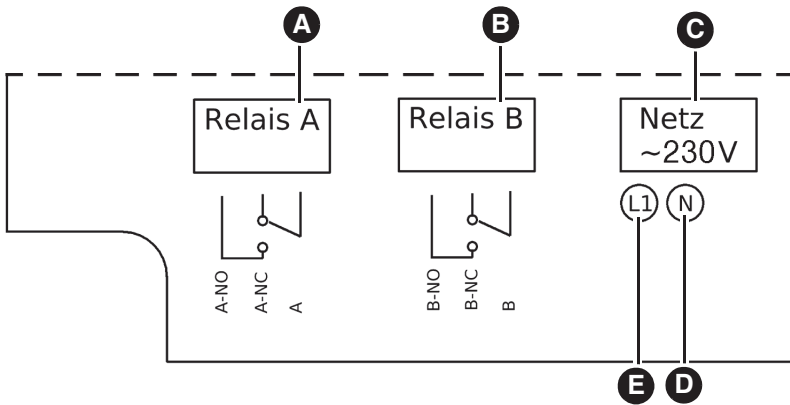 A
B
C
Relais A
Relais B
Netz
~230V
L1
N
A-NO
A-NC
A
B-NO
B-NC
B
E
D